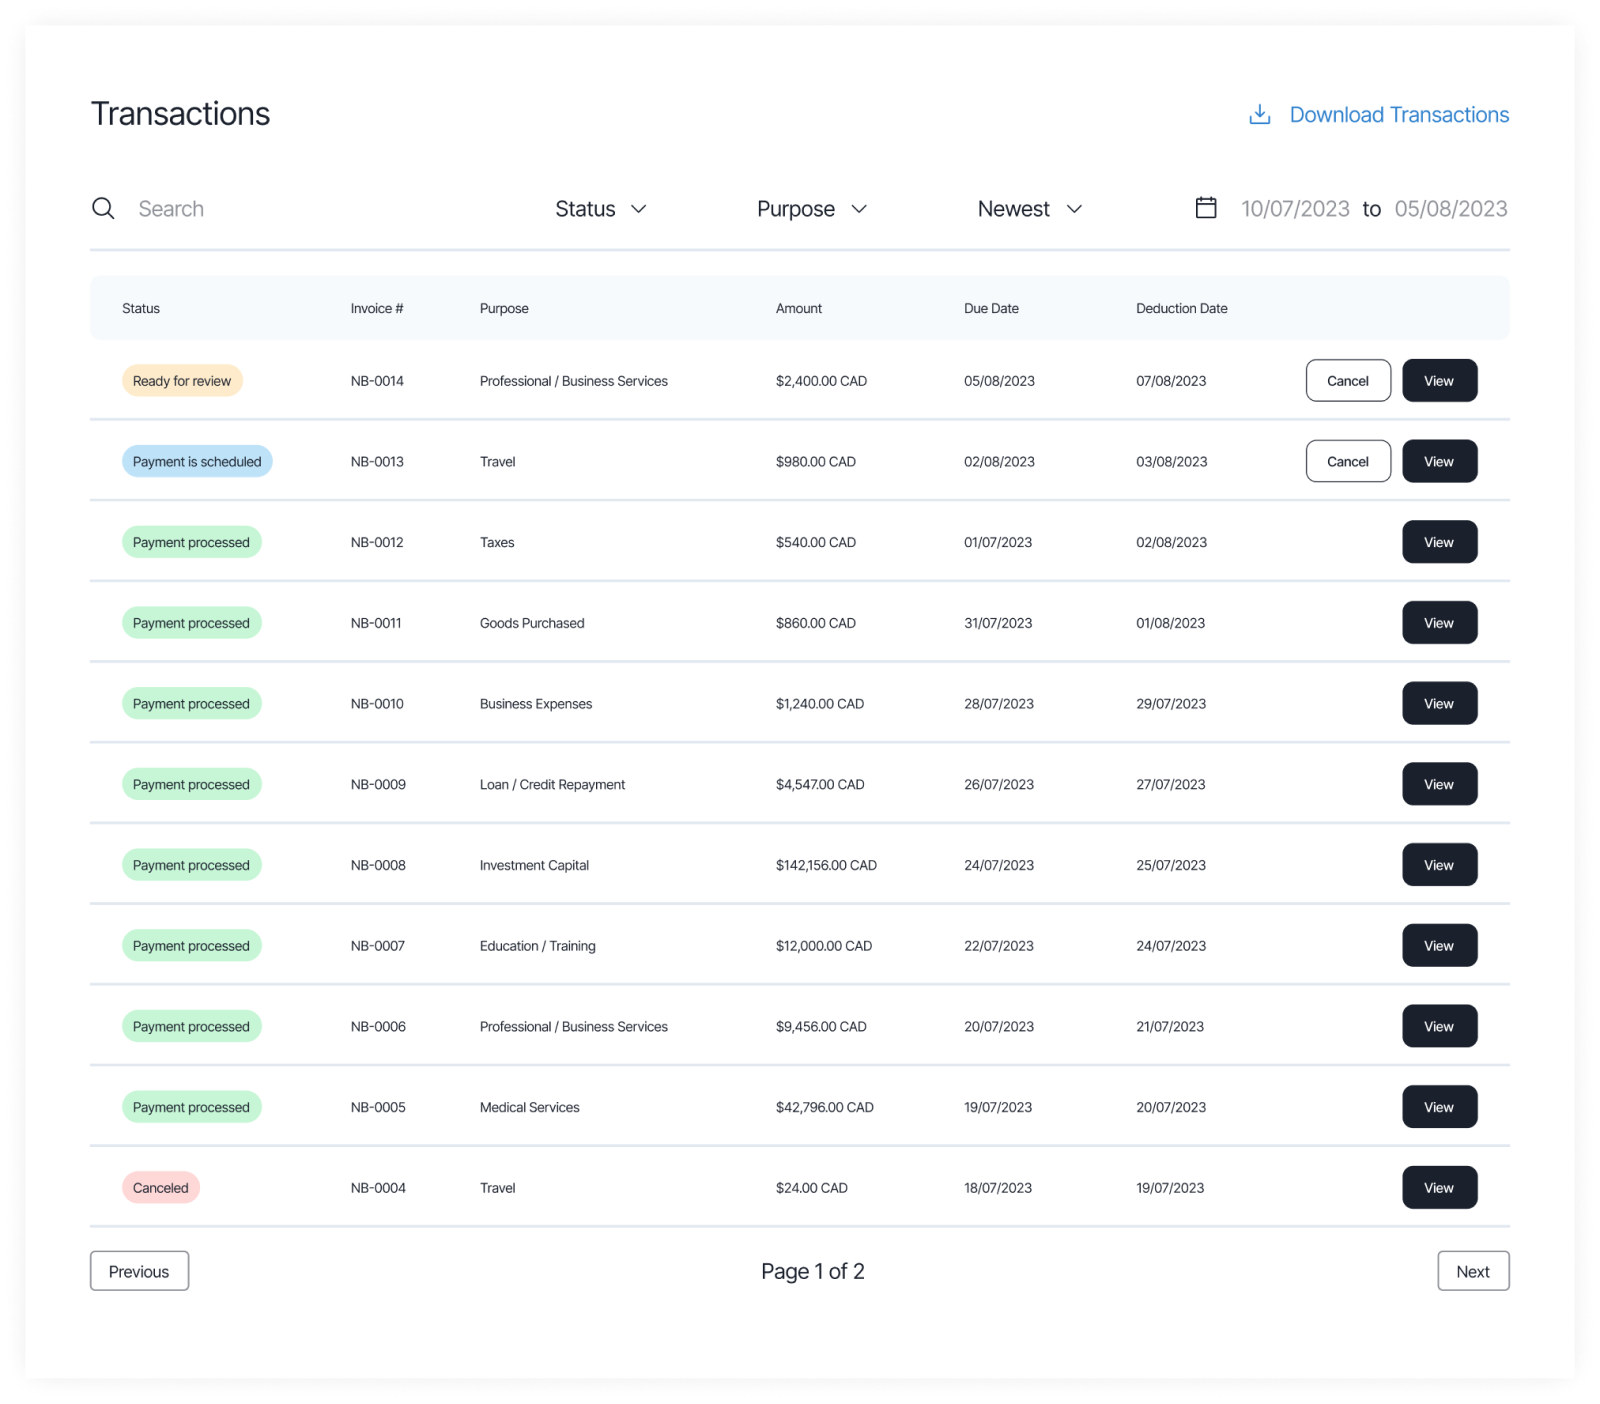 Transactions
Download Transactions
Search Status Purpose Newest 10/07/2023 to 05/08/2023
Status Invoice # Purpose Amount Due Date Deduction Date
Ready for review NB-0014 Professional / Business Services $2,400.00 CAD 05/08/2023 07/08/2023 Cancel View
Payment is scheduled NB-0013 Travel $980.00 CAD 02/08/2023 03/08/2023 Cancel View
Payment processed NB-0012 Taxes $540.00 CAD 01/07/2023 02/08/2023 View
Payment processed NB-0011 Goods Purchased $860.00 CAD 31/07/2023 01/08/2023 View
Payment processed NB-0010 Business Expenses $1,240.00 CAD 28/07/2023 29/07/2023 View
Payment processed NB-0009 Loan / Credit Repayment $4,547.00 CAD 26/07/2023 27/07/2023 View
Payment processed NB-0008 Investment Capital $142,156.00 CAD 24/07/2023 25/07/2023 View
Payment processed NB-0007 Education / Training $12,000.00 CAD 22/07/2023 24/07/2023 View
Payment processed NB-0006 Professional / Business Services $9,456.00 CAD 20/07/2023 21/07/2023 View
Payment processed NB-0005 Medical Services $42,796.00 CAD 19/07/2023 20/07/2023 View
Canceled NB-0004 Travel $24.00 CAD 18/07/2023 19/07/2023 View
Previous Page 1 of 2 Next